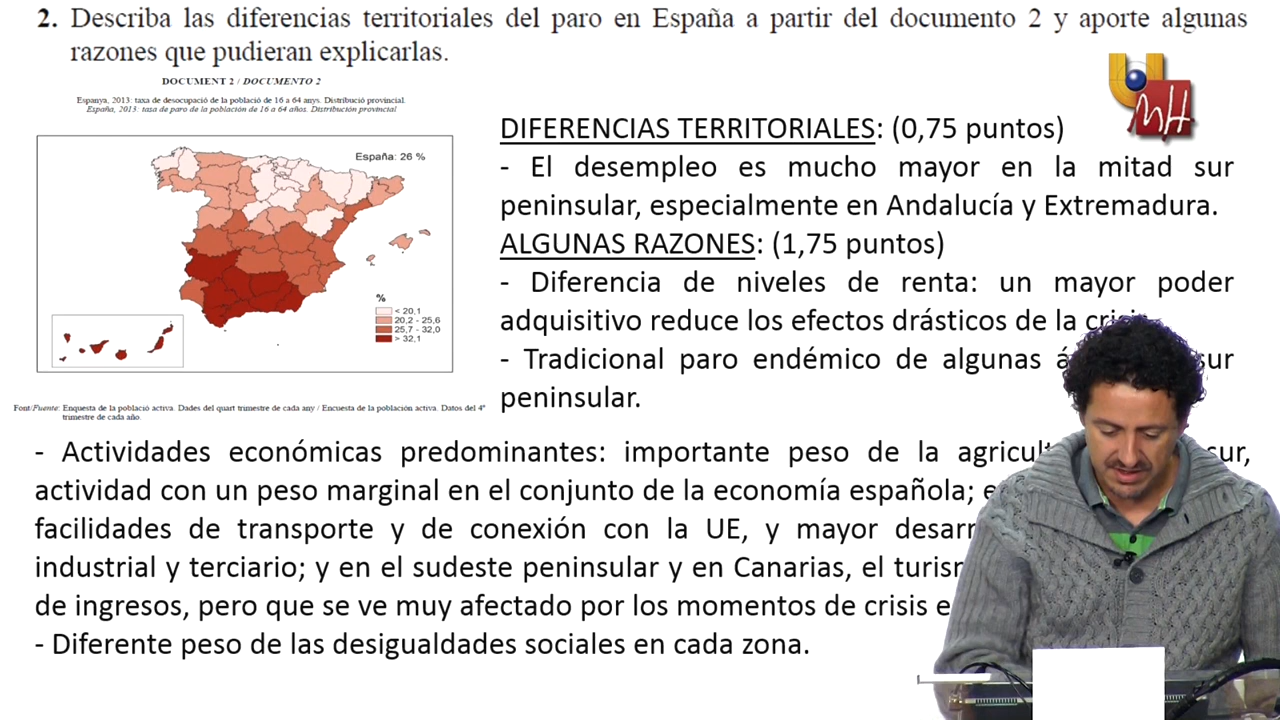 2. Describa las diferencias territoriales del paro en España a partir del documento 2 y aporte algunas
razones que pudieran explicarlas.
DOCUMENT 2 / DOCUMENTO 2
Espanya, 2013: taxa de desocupació de la població de 16 a 64 anys. Distribució provincial.
España, 2013: tasa de paro de la población de 16 a 64 años. Distribución provincial
España: 26 %
%
< 20,1
20,2 - 25,6
25,7 - 32,0
> 32,1
Font/Fuente: Enquesta de la població activa. Dades del quart trimestre de cada any / Encuesta de la población activa. Datos del 4º
trimestre de cada año.
UMH
DIFERENCIAS TERRITORIALES: (0,75 puntos)
- El desempleo es mucho mayor en la mitad sur
peninsular, especialmente en Andalucía y Extremadura.
ALGUNAS RAZONES: (1,75 puntos)
- Diferencia de niveles de renta: un mayor poder
adquisitivo reduce los efectos drásticos de la crisis.
- Tradicional paro endémico de algunas sur
peninsular.
- Actividades económicas predominantes: importante peso de la sur,
actividad con un peso marginal en el conjunto de la economía española;
facilidades de transporte y de conexión con la UE, y mayor
industrial y terciario; y en el sudeste peninsular y en Canarias, el
de ingresos, pero que se ve muy afectado por los momentos de crisis
- Diferente peso de las desigualdades sociales en cada zona.